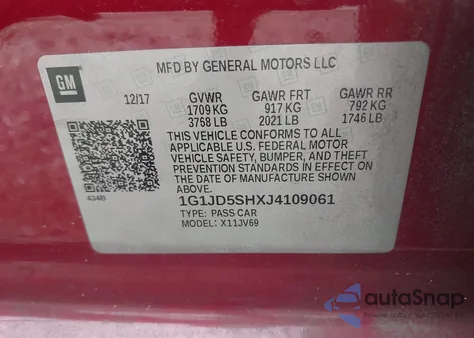 MFD BY GENERAL MOTORS LLC
GM
12/17 GVWR GAWR FRT GAWR RR
1709 KG 917 KG 792 KG
3768 LB 2021 LB 1746 LB
THIS VEHICLE CONFORMS TO ALL APPLICABLE
U.S. FEDERAL MOTOR
VEHICLE SAFETY, BUMPER, AND THEFT
PREVENTION STANDARDS IN EFFECT ON THE
DATE OF MANUFACTURE SHOWN ABOVE.
434B
1G1JD5SHXJ4109061
TYPE: PASS CAR
MODEL: X11JV69
autoSnap